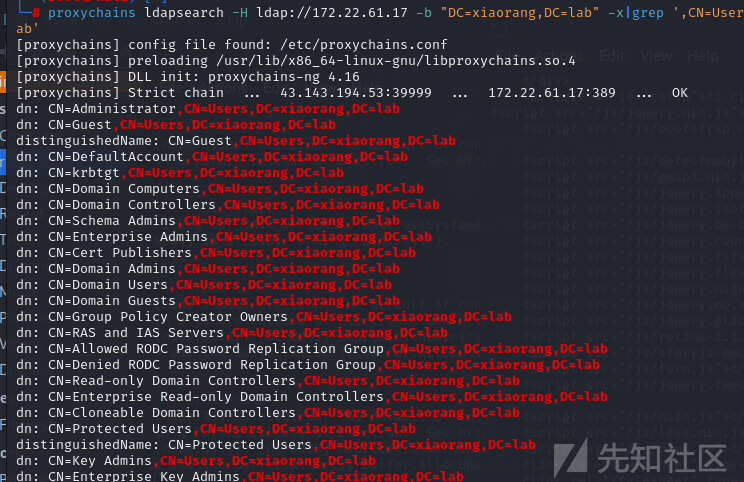 └─# proxychains ldapsearch -H ldap://172.22.61.17 -b "DC=xiaorang,DC=lab" -x|grep ',CN=User
ab'
[proxychains] config file found: /etc/proxychains.conf
[proxychains] preloading /usr/lib/x86_64-linux-gnu/libproxychains.so.4
[proxychains] DLL init: proxychains-ng 4.16
[proxychains] Strict chain ... 43.143.194.53:39999 ... 172.22.61.17:389 ... OK
dn: CN=Administrator,CN=Users,DC=xiaorang,DC=lab
dn: CN=Guest,CN=Users,DC=xiaorang,DC=lab
distinguishedName: CN=Guest,CN=Users,DC=xiaorang,DC=lab
dn: CN=DefaultAccount,CN=Users,DC=xiaorang,DC=lab
dn: CN=krbtgt,CN=Users,DC=xiaorang,DC=lab
dn: CN=Domain Computers,CN=Users,DC=xiaorang,DC=lab
dn: CN=Domain Controllers,CN=Users,DC=xiaorang,DC=lab
dn: CN=Schema Admins,CN=Users,DC=xiaorang,DC=lab
dn: CN=Enterprise Admins,CN=Users,DC=xiaorang,DC=lab
dn: CN=Cert Publishers,CN=Users,DC=xiaorang,DC=lab
dn: CN=Domain Admins,CN=Users,DC=xiaorang,DC=lab
dn: CN=Domain Users,CN=Users,DC=xiaorang,DC=lab
dn: CN=Domain Guests,CN=Users,DC=xiaorang,DC=lab
dn: CN=Group Policy Creator Owners,CN=Users,DC=xiaorang,DC=lab
dn: CN=RAS and IAS Servers,CN=Users,DC=xiaorang,DC=lab
dn: CN=Allowed RODC Password Replication Group,CN=Users,DC=xiaorang,DC=lab
dn: CN=Denied RODC Password Replication Group,CN=Users,DC=xiaorang,DC=lab
dn: CN=Read-only Domain Controllers,CN=Users,DC=xiaorang,DC=lab
dn: CN=Enterprise Read-only Domain Controllers,CN=Users,DC=xiaorang,DC=lab
dn: CN=Cloneable Domain Controllers,CN=Users,DC=xiaorang,DC=lab
dn: CN=Protected Users,CN=Users,DC=xiaorang,DC=lab
distinguishedName: CN=Protected Users,CN=Users,DC=xiaorang,DC=lab
dn: CN=Key Admins,CN=Users,DC=xiaorang,DC=lab
dn: CN=Enterprise Key Admins,CN=Users,DC=xiaorang,DC=lab
先知社区